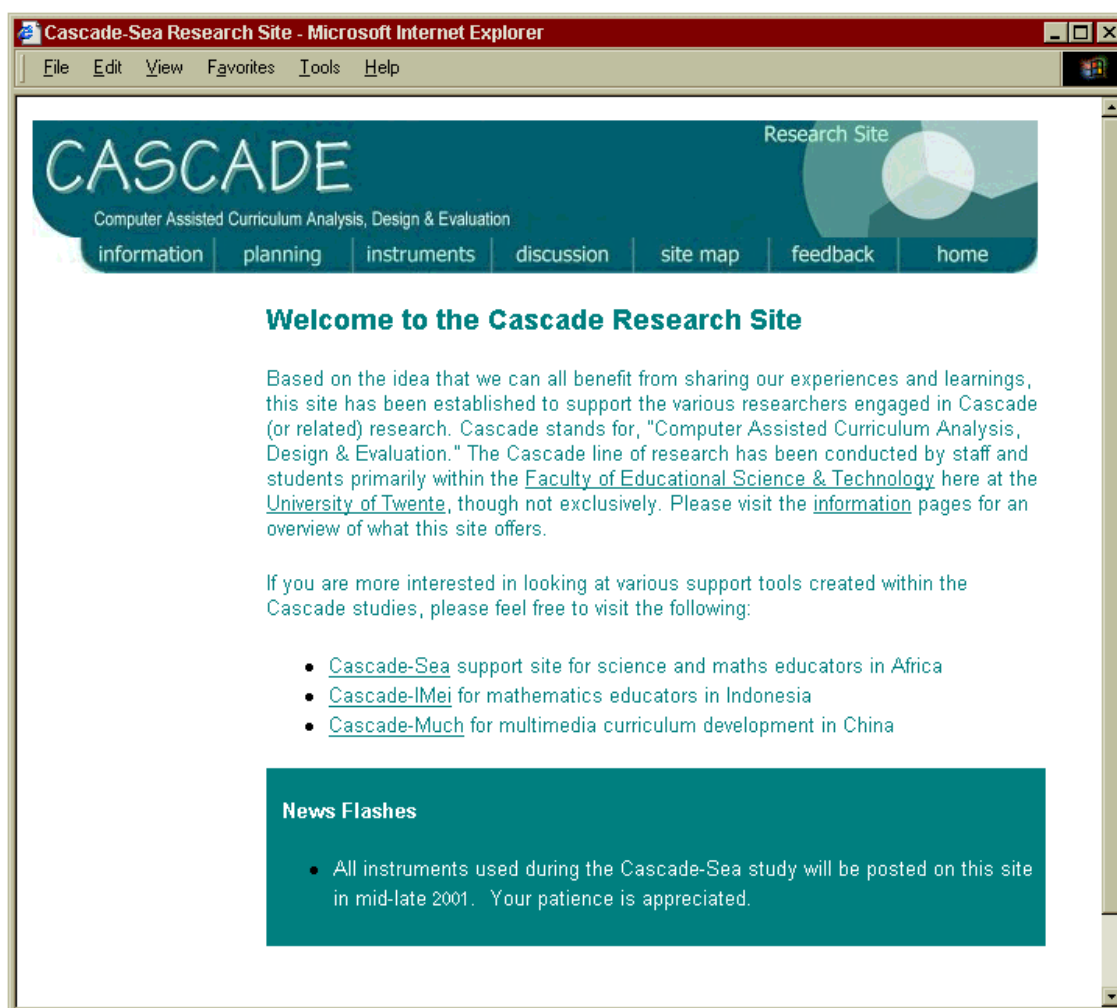 Cascade-Sea Research Site - Microsoft Internet Explorer
File Edit View Favorites Tools Help
Research Site
CASCADE
Computer Assisted Curriculum Analysis, Design & Evaluation
information planning instruments discussion site map feedback home
Welcome to the Cascade Research Site
Based on the idea that we can all benefit from sharing our experiences and learnings,
this site has been established to support the various researchers engaged in Cascade
(or related) research. Cascade stands for, "Computer Assisted Curriculum Analysis,
Design & Evaluation." The Cascade line of research has been conducted by staff and
students primarily within the Faculty of Educational Science & Technology here at the
University of Twente, though not exclusively. Please visit the information pages for an
overview of what this site offers.
If you are more interested in looking at various support tools created within the
Cascade studies, please feel free to visit the following:
• Cascade-Sea support site for science and maths educators in Africa
• Cascade-IMei for mathematics educators in Indonesia
• Cascade-Much for multimedia curriculum development in China
News Flashes
• All instruments used during the Cascade-Sea study will be posted on this site
in mid-late 2001. Your patience is appreciated.